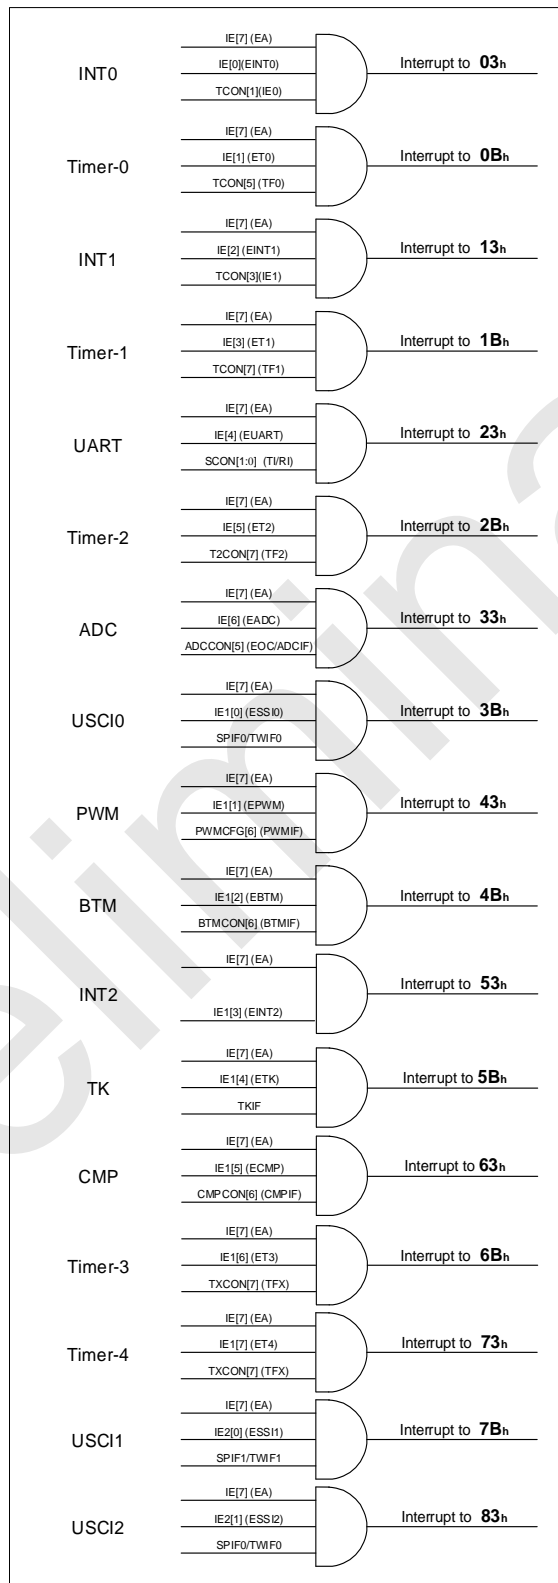 IE[7] (EA)
INT0 IE[0](EINT0) Interrupt to 03h
TCON[1](IE0)
IE[7] (EA)
Timer-0 IE[1] (ET0) Interrupt to 0Bh
TCON[5] (TF0)
IE[7] (EA)
INT1 IE[2] (EINT1) Interrupt to 13h
TCON[3](IE1)
IE[7] (EA)
Timer-1 IE[3] (ET1) Interrupt to 1Bh
TCON[7] (TF1)
IE[7] (EA)
UART IE[4] (EUART) Interrupt to 23h
SCON[1:0] (TI/RI)
IE[7] (EA)
Timer-2 IE[5] (ET2) Interrupt to 2Bh
T2CON[7] (TF2)
IE[7] (EA)
ADC IE[6] (EADC) Interrupt to 33h
ADCCON[5] (EOC/ADCIF)
IE[7] (EA)
USCI0 IE1[0] (ESSI0) Interrupt to 3Bh
SPIF0/TWIF0
IE[7] (EA)
PWM IE1[1] (EPWM) Interrupt to 43h
PWMCFG[6] (PWMIF)
IE[7] (EA)
BTM IE1[2] (EBTM) Interrupt to 4Bh
BTMCON[6] (BTMIF)
IE[7] (EA)
INT2 Interrupt to 53h
IE1[3] (EINT2)
IE[7] (EA)
TK IE1[4] (ETK) Interrupt to 5Bh
TKIF
IE[7] (EA)
CMP IE1[5] (ECMP) Interrupt to 63h
CMPCON[6] (CMPIF)
IE[7] (EA)
Timer-3 IE1[6] (ET3) Interrupt to 6Bh
TXCON[7] (TFX)
IE[7] (EA)
Timer-4 IE1[7] (ET4) Interrupt to 73h
TXCON[7] (TFX)
IE[7] (EA)
USCI1 IE2[0] (ESSI1) Interrupt to 7Bh
SPIF1/TWIF1
IE[7] (EA)
USCI2 IE2[1] (ESSI2) Interrupt to 83h
SPIF0/TWIF0